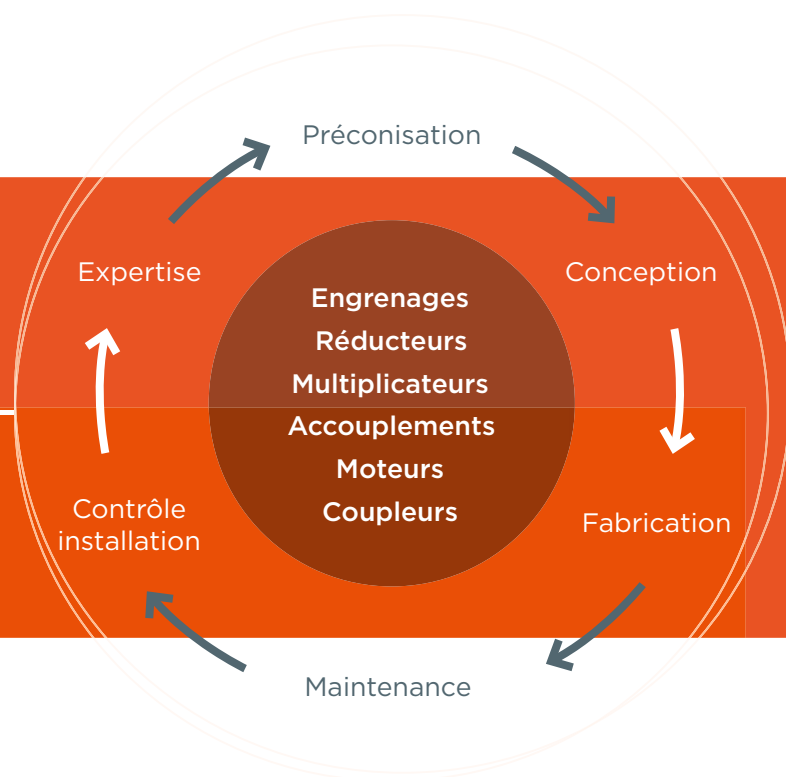 Préconisation
Expertise
Conception
Engrenages
Réducteurs
Multiplicateurs
Accouplements
Moteurs
Coupleurs
Contrôle
installation
Fabrication
Maintenance